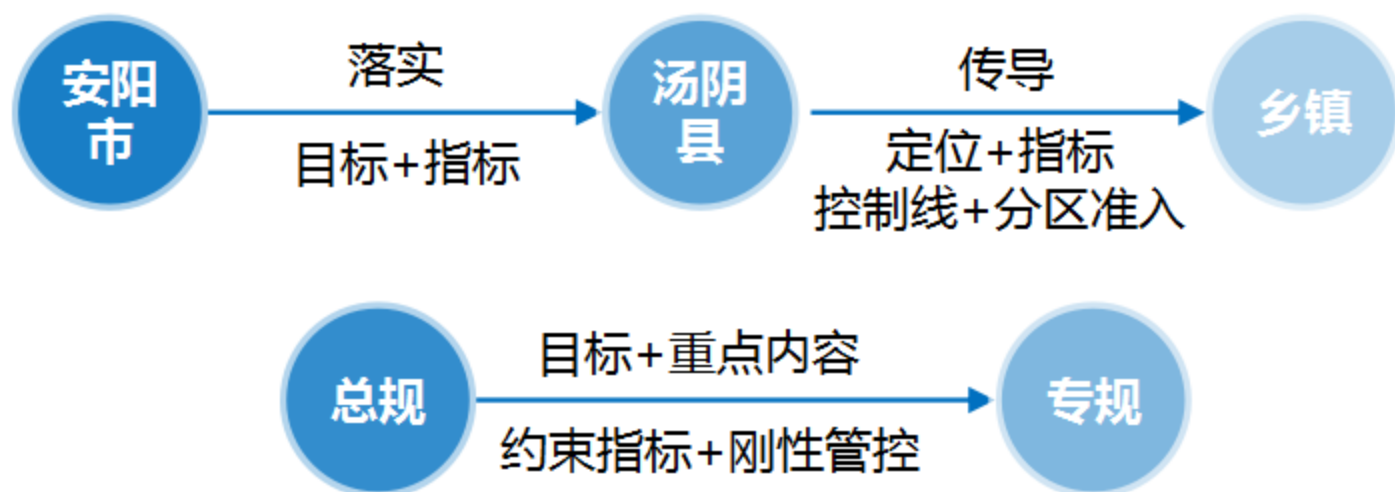 安阳
市
落实
目标+指标
汤阴
县
传导
定位+指标
控制线+分区准入
乡镇
总规
目标+重点内容
约束指标+刚性管控
专规